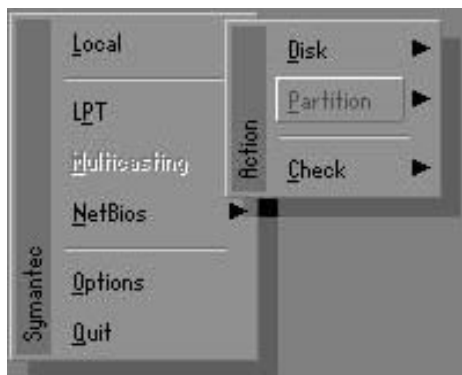 Local
LPT
Multicasting
NetBios
Options
Quit
Symantec
Disk
Partition
Check
Action